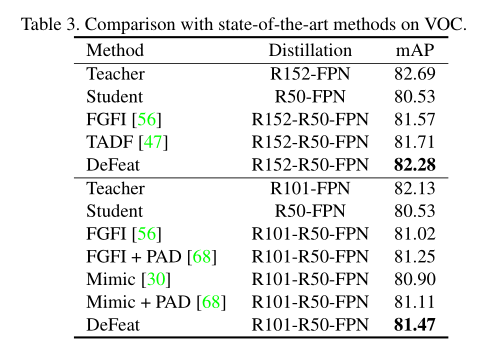 Table 3. Comparison with state-of-the-art methods on VOC.
Method Distillation mAP
Teacher R152-FPN 82.69
Student R50-FPN 80.53
FGFI [56] R152-R50-FPN 81.57
TADF [47] R152-R50-FPN 81.71
DeFeat R152-R50-FPN 82.28
Teacher R101-FPN 82.13
Student R50-FPN 80.53
FGFI [56] R101-R50-FPN 81.02
FGFI + PAD [68] R101-R50-FPN 81.25
Mimic [30] R101-R50-FPN 80.90
Mimic + PAD [68] R101-R50-FPN 81.11
DeFeat R101-R50-FPN 81.47